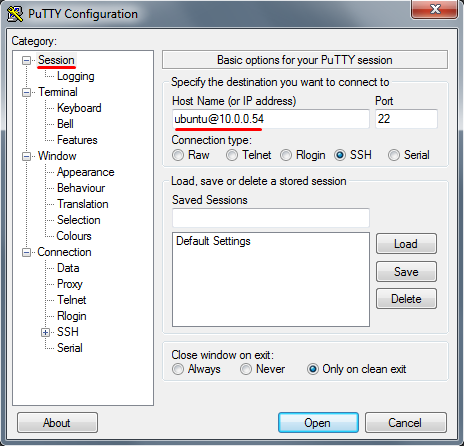 PuTTY Configuration
Category:
Session
Logging
Terminal
Keyboard
Bell
Features
Window
Appearance
Behaviour
Translation
Selection
Colours
Connection
Data
Proxy
Telnet
Rlogin
SSH
Serial
Basic options for your PuTTY session
Specify the destination you want to connect to
Host Name (or IP address) Port
ubuntu@10.0.0.54 22
Connection type:
Raw Telnet Rlogin SSH Serial
Load, save or delete a stored session
Saved Sessions
Default Settings
Load
Save
Delete
Close window on exit:
Always Never Only on clean exit
About Open Cancel